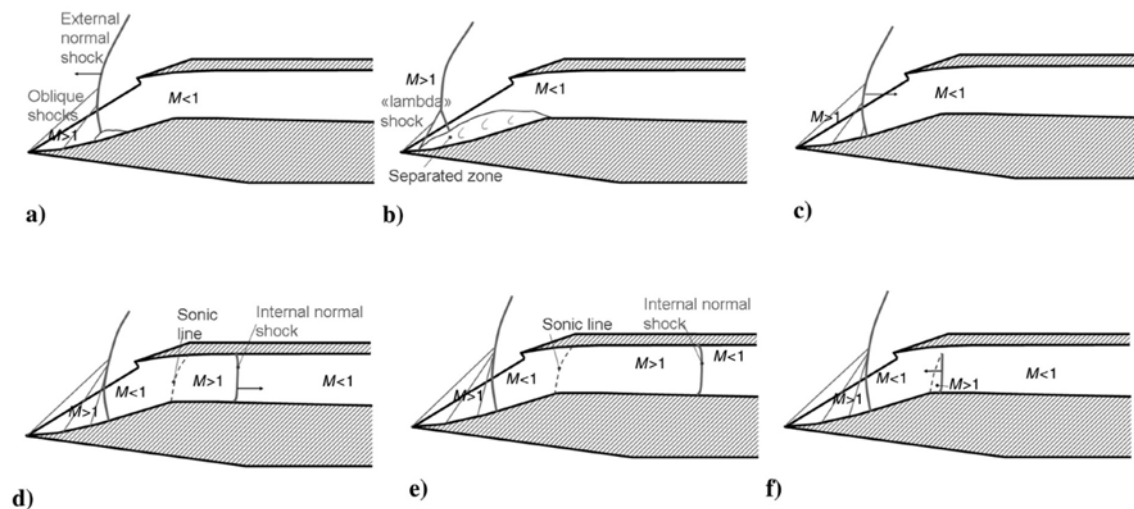 External
normal
shock
Oblique
shocks
M>1
M<1
a)
M>1
«lambda»
shock
M<1
Separated zone
b)
M>1
M<1
c)
Sonic
line
Internal normal
shock
M>1
M<1
M>1
M<1
d)
Sonic line
Internal normal
shock
M>1
M<1
M>1
M<1
e)
M>1
M<1
M>1
M<1
f)